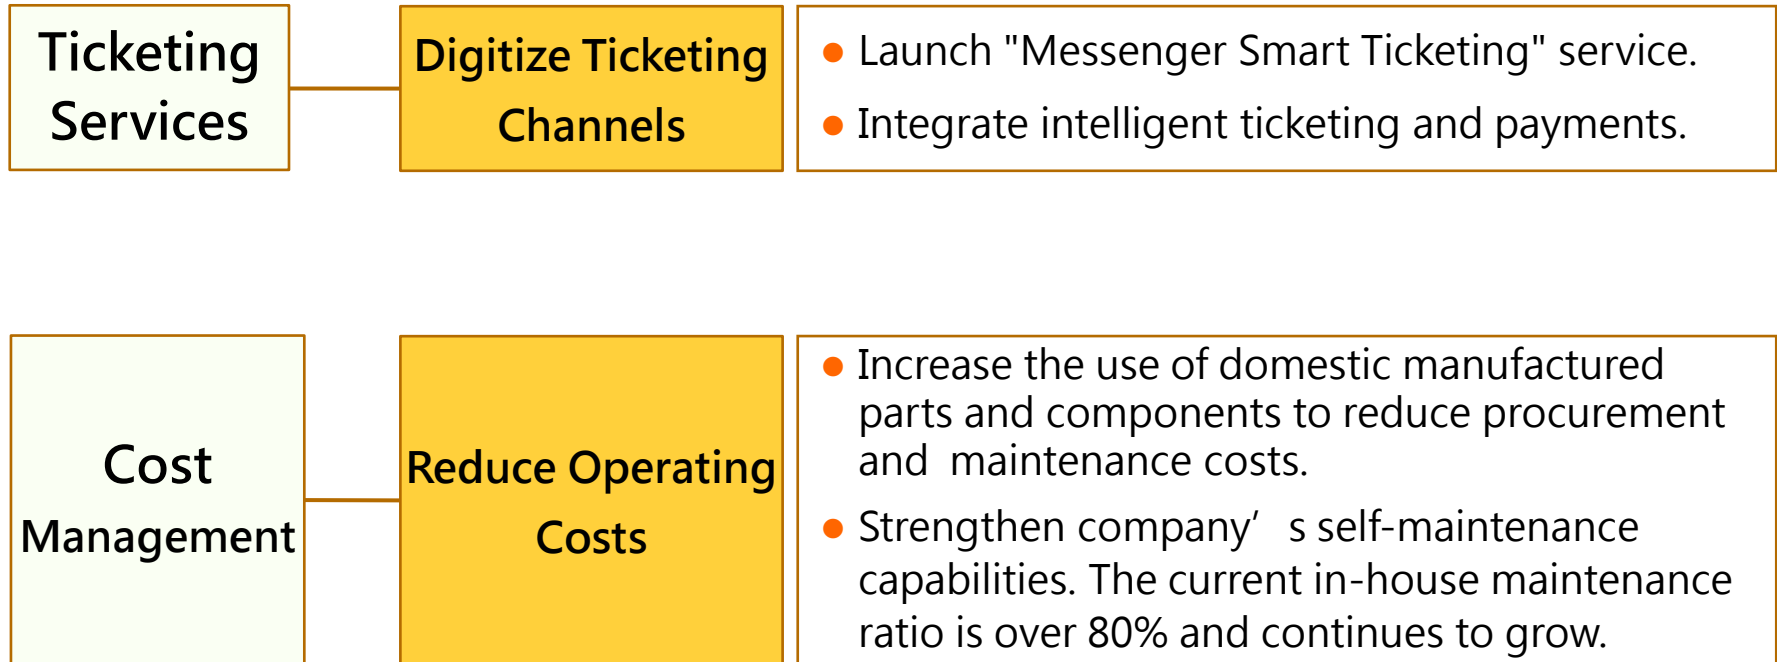 Ticketing
Services
Digitize Ticketing
Channels
● Launch "Messenger Smart Ticketing" service.
● Integrate intelligent ticketing and payments.
Cost
Management
Reduce Operating
Costs
● Increase the use of domestic manufactured
parts and components to reduce procurement
and  maintenance costs.
● Strengthen company’ s self-maintenance
capabilities. The current in-house maintenance
ratio is over 80% and continues to grow.